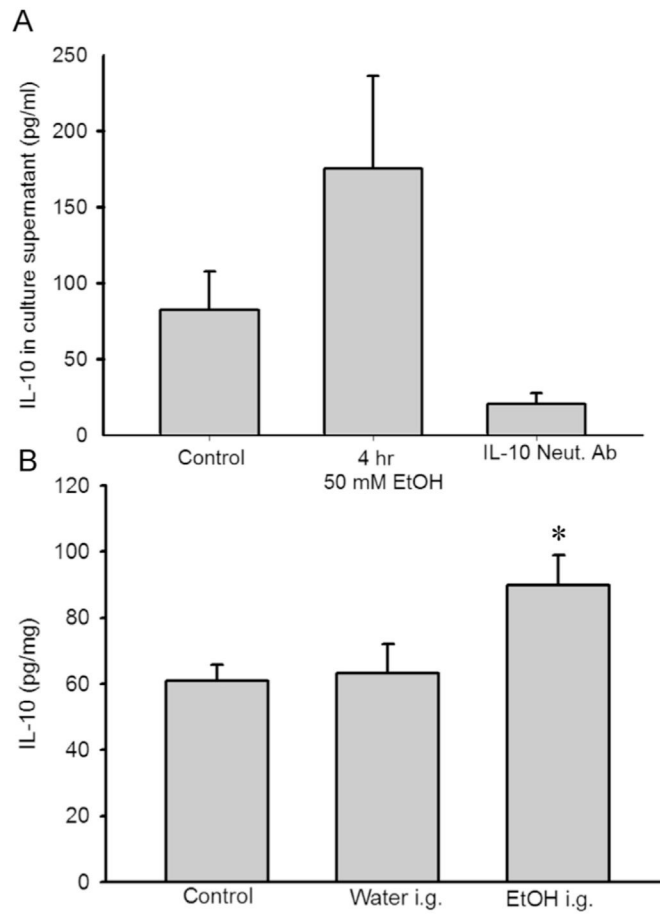 A
IL-10 in culture supernatant (pg/ml)
250
200
150
100
50
0
Control
4 hr
50 mM EtOH
IL-10 Neut. Ab
B
IL-10 (pg/mg)
120
100
80
60
40
20
0
*
Control
Water i.g.
EtOH i.g.